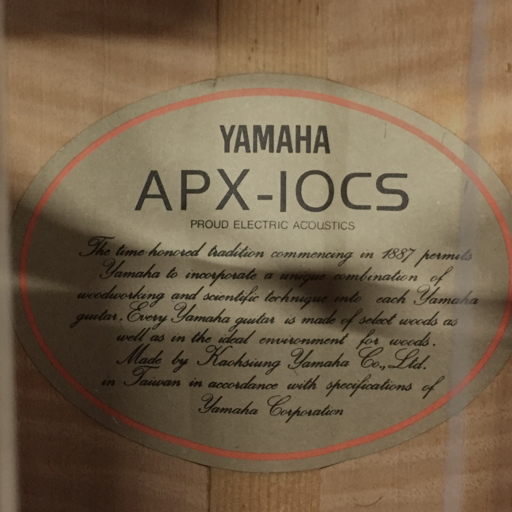 YAMAHA
APX-10CS
PROUD ELECTRIC ACOUSTICS
The time honored tradition commencing in 1887 permits
Yamaha to incorporate a unique combination of
woodworking and scientific technique into each Yamaha
guitar. Every Yamaha guitar is made of select woods as
well as in the ideal environment for woods.
Made by Kaohsiung Yamaha Co., Ltd.
in Taiwan in accordance with specifications of
Yamaha Corporation